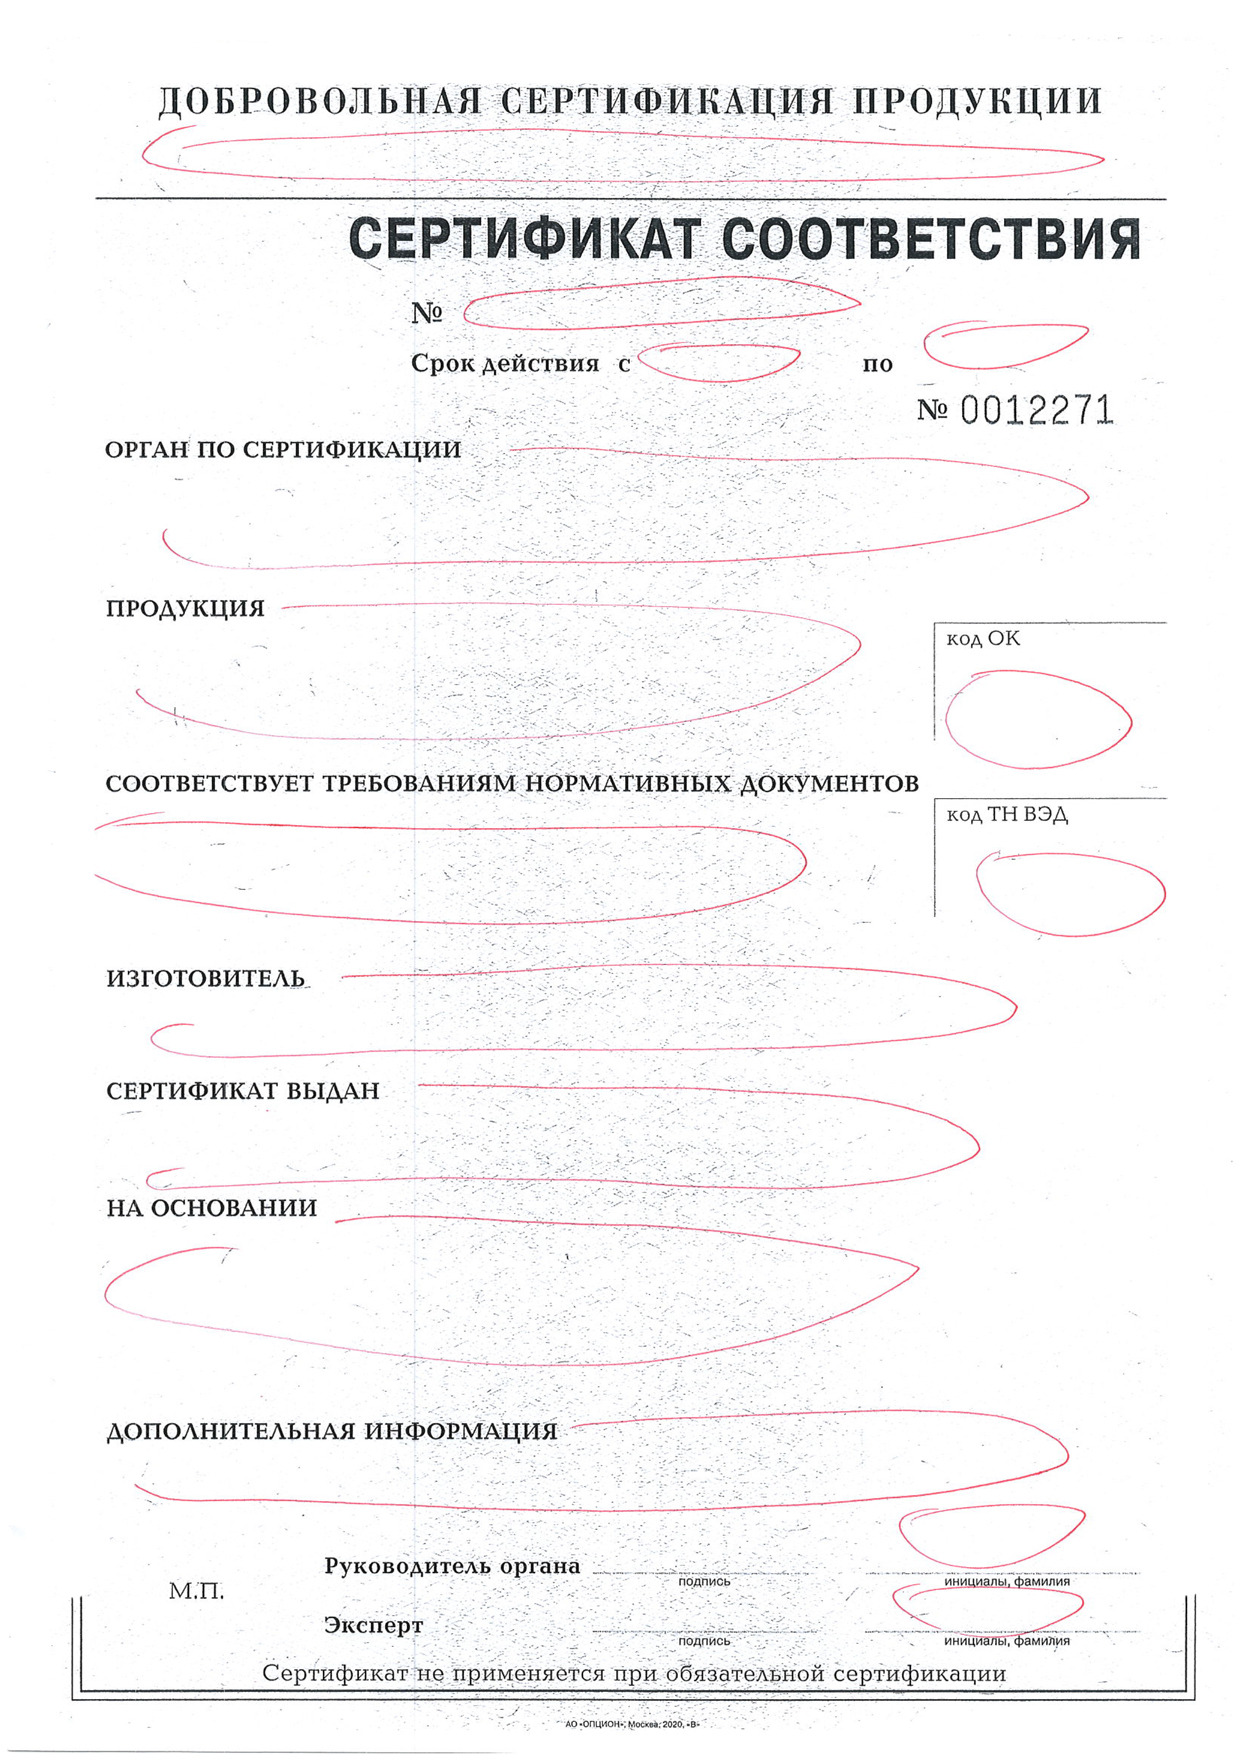 ДОБРОВОЛЬНАЯ СЕРТИФИКАЦИЯ ПРОДУКЦИИ
СЕРТИФИКАТ СООТВЕТСТВИЯ
№
Срок действия с по
№ 0012271
ОРГАН ПО СЕРТИФИКАЦИИ
ПРОДУКЦИЯ
код ОК
СООТВЕТСТВУЕТ ТРЕБОВАНИЯМ НОРМАТИВНЫХ ДОКУМЕНТОВ
код ТН ВЭД
ИЗГОТОВИТЕЛЬ
СЕРТИФИКАТ ВЫДАН
НА ОСНОВАНИИ
ДОПОЛНИТЕЛЬНАЯ ИНФОРМАЦИЯ
Руководитель органа
подпись инициалы, фамилия
М.П.
Эксперт
подпись инициалы, фамилия
Сертификат не применяется при обязательной сертификации
АО «ОПЦИОН», Москва, 2020, «В»